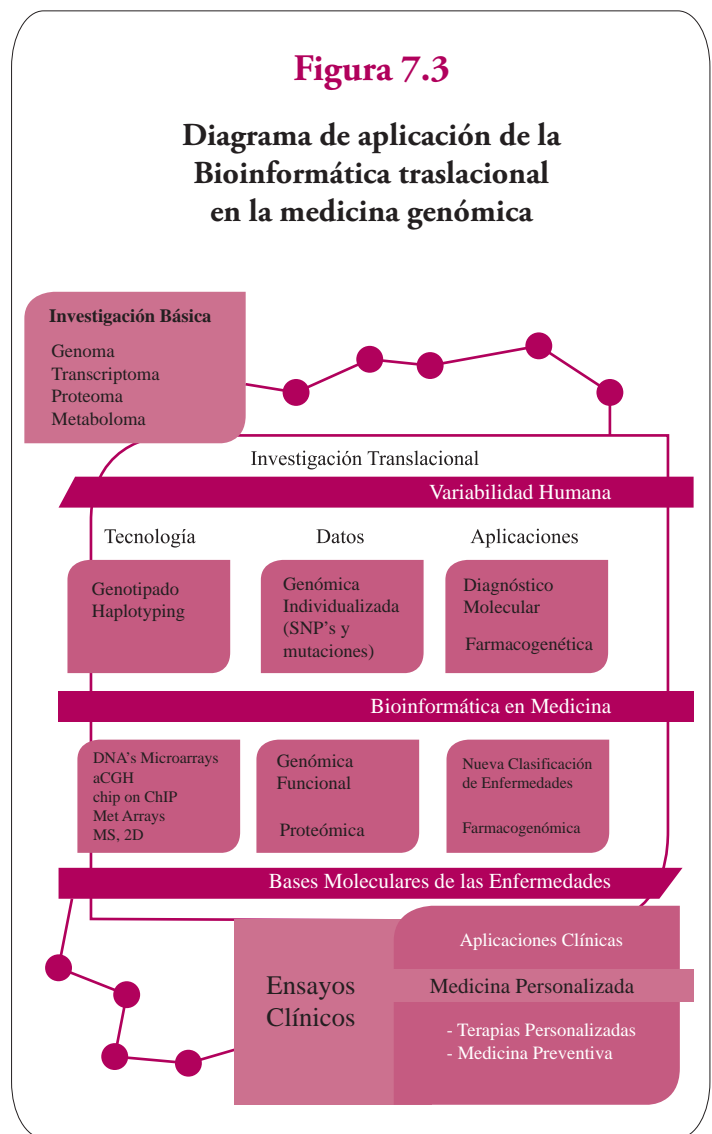 Figura 7.3
Diagrama de aplicación de la
Bioinformática traslacional
en la medicina genómica
Investigación Básica
Genoma
Transcriptoma
Proteoma
Metaboloma
Investigación Translacional
Variabilidad Humana
Tecnología
Datos
Aplicaciones
Genotipado
Haplotyping
Genómica
Individualizada
(SNP's y
mutaciones)
Diagnóstico
Molecular
Farmacogenética
Bioinformática en Medicina
DNA's Microarrays
aCGH
chip on ChIP
Met Arrays
MS, 2D
Genómica
Funcional
Proteómica
Nueva Clasificación
de Enfermedades
Farmacogenómica
Bases Moleculares de las Enfermedades
Ensayos
Clínicos
Aplicaciones Clínicas
Medicina Personalizada
- Terapias Personalizadas
- Medicina Preventiva